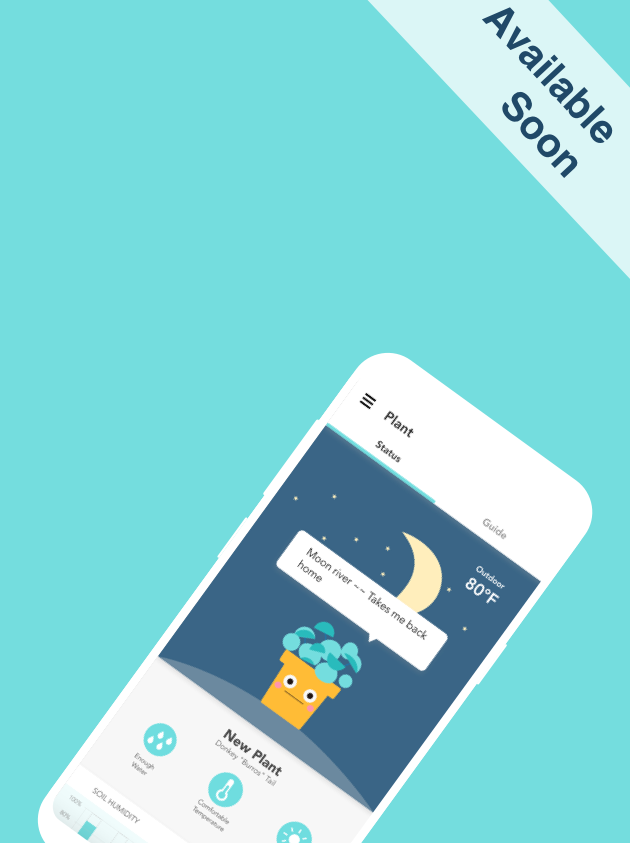 Available
Soon
Plant
Status
Guide
Outdoor
80°F
Moon river ~~ Takes me back
home
New Plant
Donkey "Burros" Tail
Enough
Water
Comfortable
Temperature
SOIL HUMIDITY
100%
80%